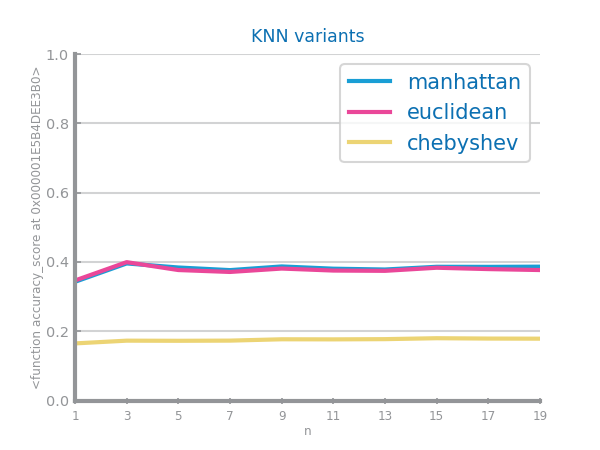 KNN variants
<function accuracy_score at 0x000001E5B4DEE3B0>
1.0
0.8
0.6
0.4
0.2
0.0
manhattan
euclidean
chebyshev
1 3 5 7 9 11 13 15 17 19
n